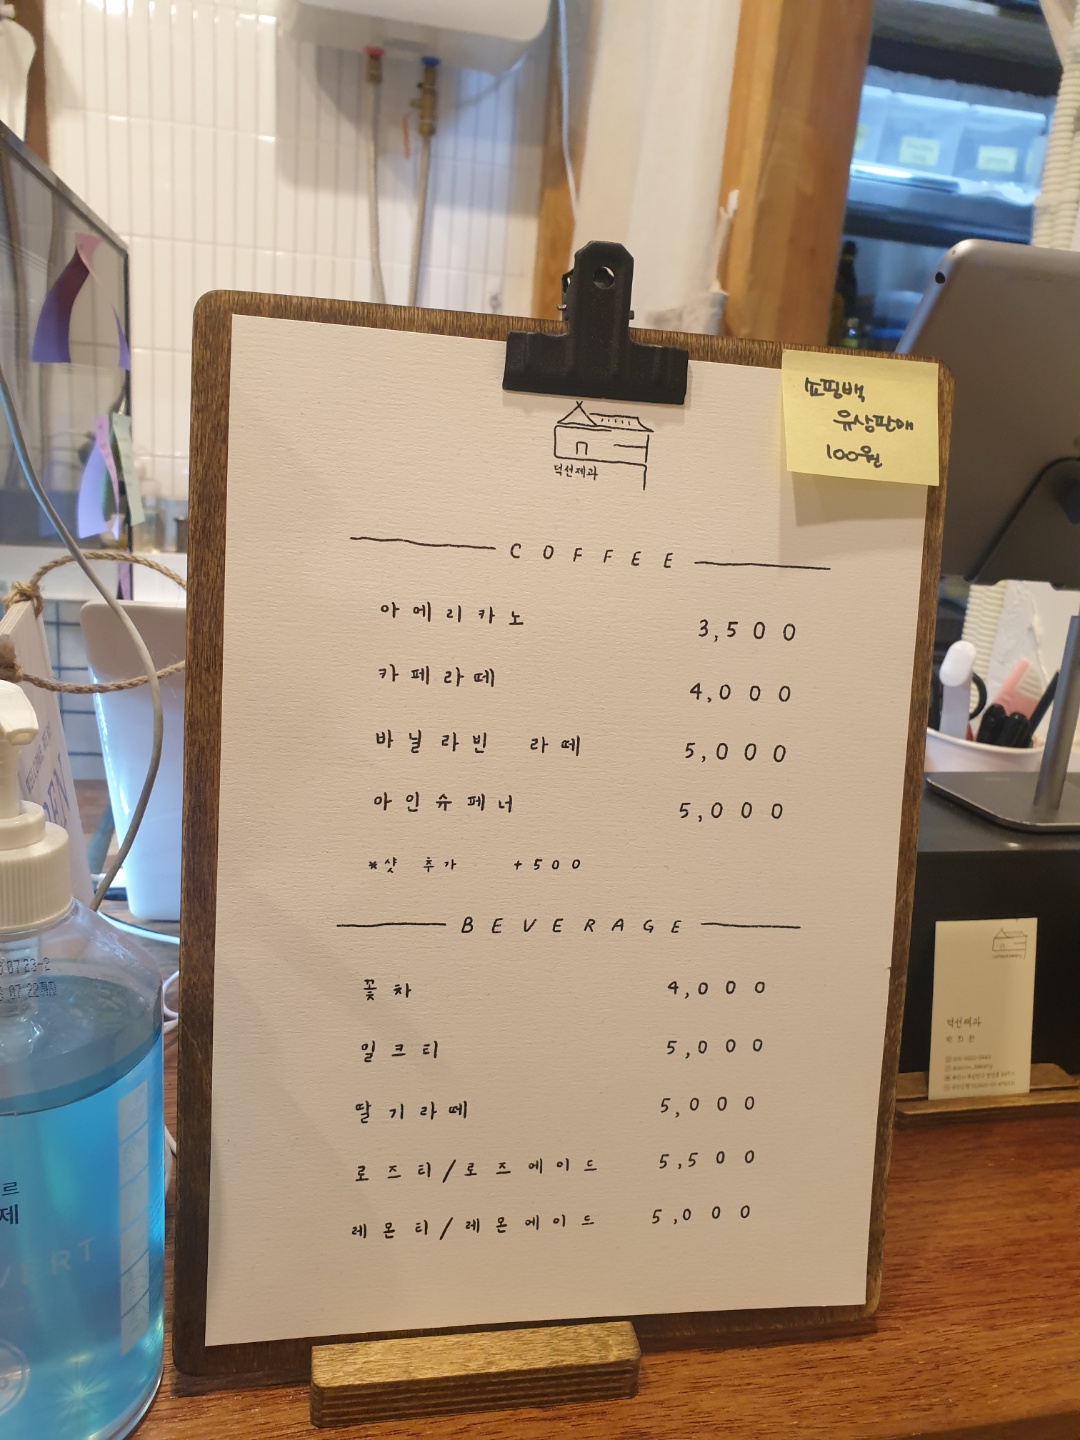 쇼핑백
유상판매
100원
덕선제과
COFFEE
아메리카노 3,500
카페라떼 4,000
바닐라빈 라떼 5,000
아인슈페너 5,000
*샷 추가 +500
BEVERAGE
꽃차 4,000
밀크티 5,000
딸기라떼 5,000
로즈티/로즈에이드 5,500
레몬티/레몬에이드 5,000
덕선제과